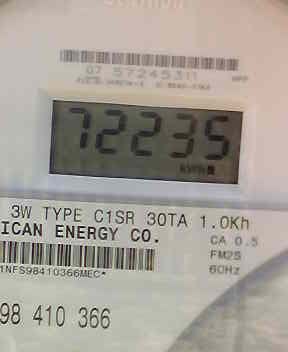 07 57245311
72235
3W TYPE C1SR 30TA 1.0Kh
ICAN ENERGY CO.
CA 0.5
FM2S
60Hz
1NFS98410366MEC*
98 410 366